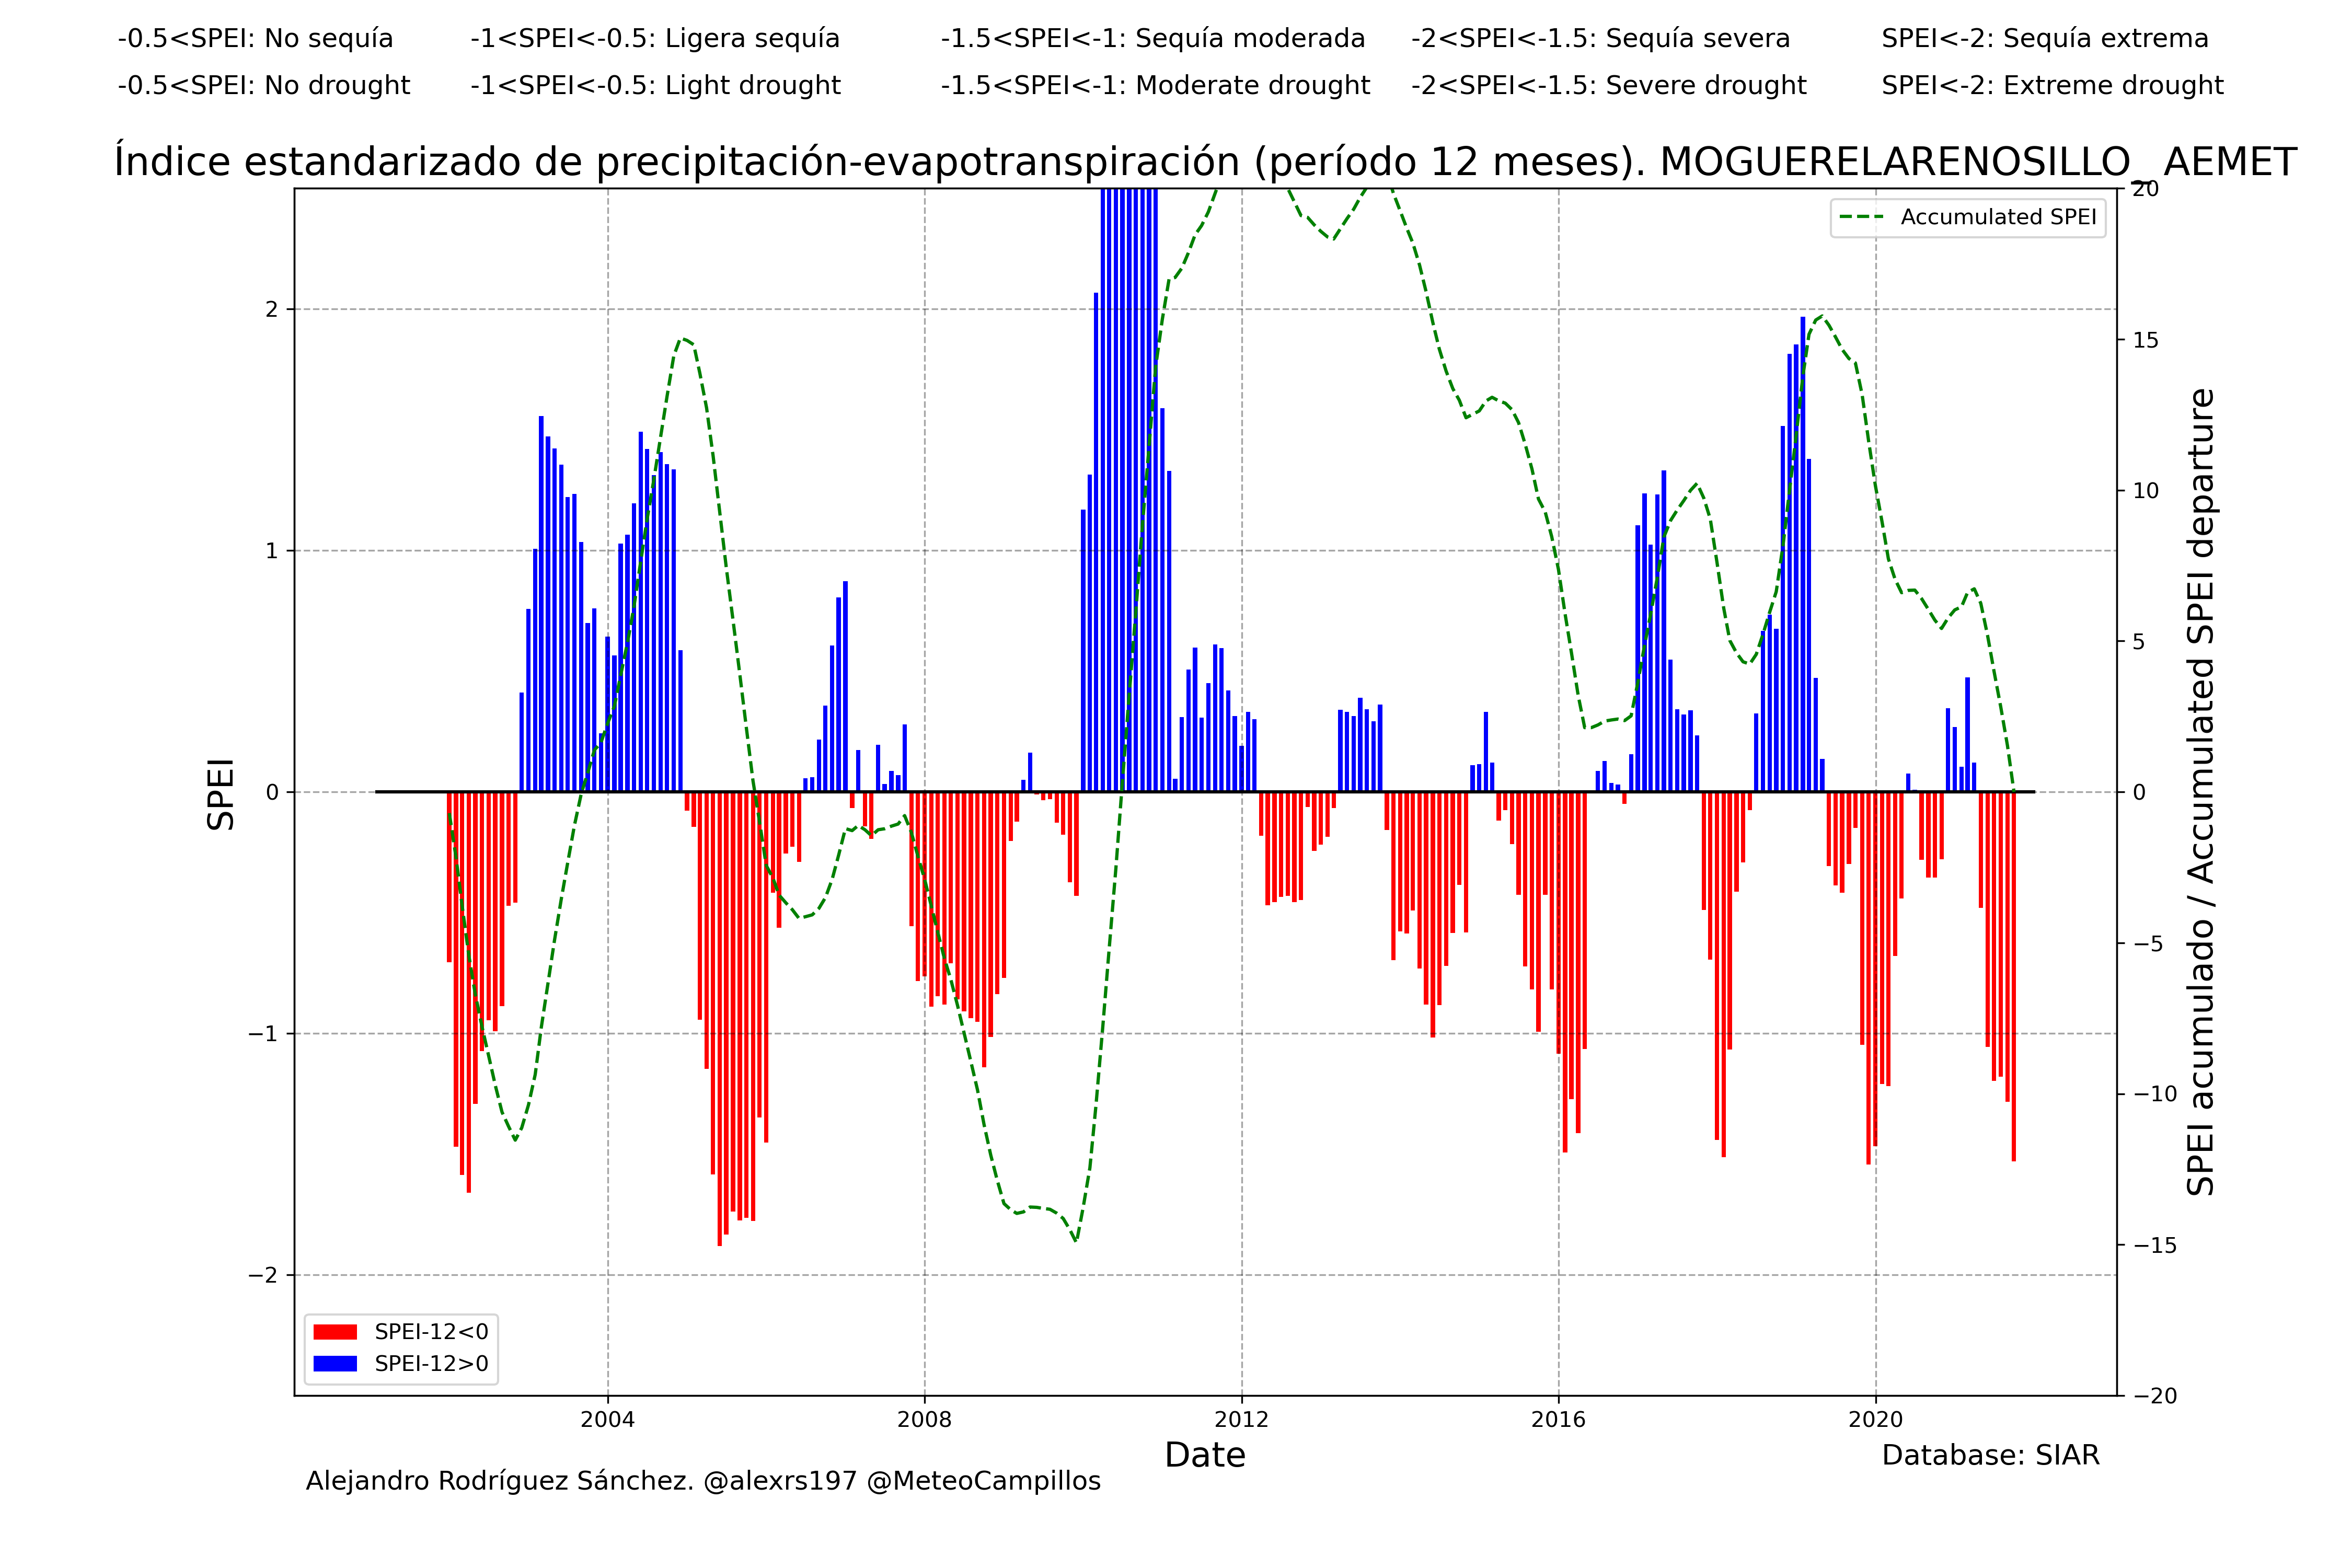 -0.5<SPEI: No sequía -1<SPEI<-0.5: Ligera sequía -1.5<SPEI<-1: Sequía moderada -2<SPEI<-1.5: Sequía severa SPEI<-2: Sequía extrema
-0.5<SPEI: No drought -1<SPEI<-0.5: Light drought -1.5<SPEI<-1: Moderate drought -2<SPEI<-1.5: Severe drought SPEI<-2: Extreme drought
Índice estandarizado de precipitación-evapotranspiración (período 12 meses). MOGUERELARENOSILLO_ AEMET
Accumulated SPEI
SPEI
2
1
0
−1
−2
20
15
10
5
0
−5
−10
−15
−20
SPEI acumulado / Accumulated SPEI departure
SPEI-12<0
SPEI-12>0
2004 2008 2012 2016 2020
Date
Database: SIAR
Alejandro Rodríguez Sánchez. @alexrs197 @MeteoCampillos